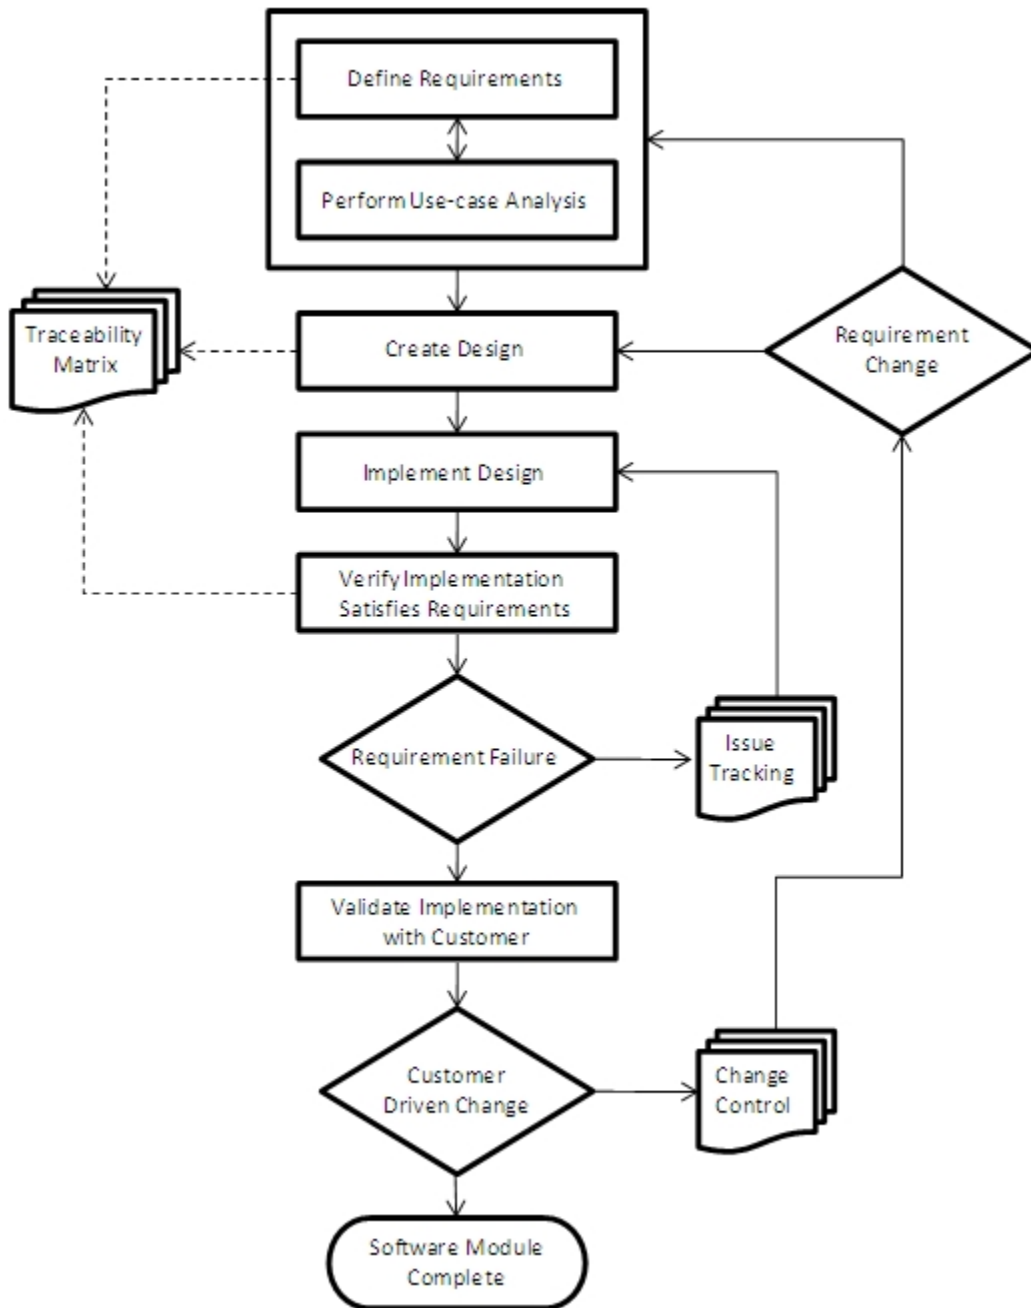 Define Requirements
Perform Use-case Analysis
Traceability
Matrix
Create Design
Requirement
Change
Implement Design
Verify Implementation
Satisfies Requirements
Requirement Failure
Issue
Tracking
Validate Implementation
with Customer
Customer
Driven Change
Change
Control
Software Module
Complete